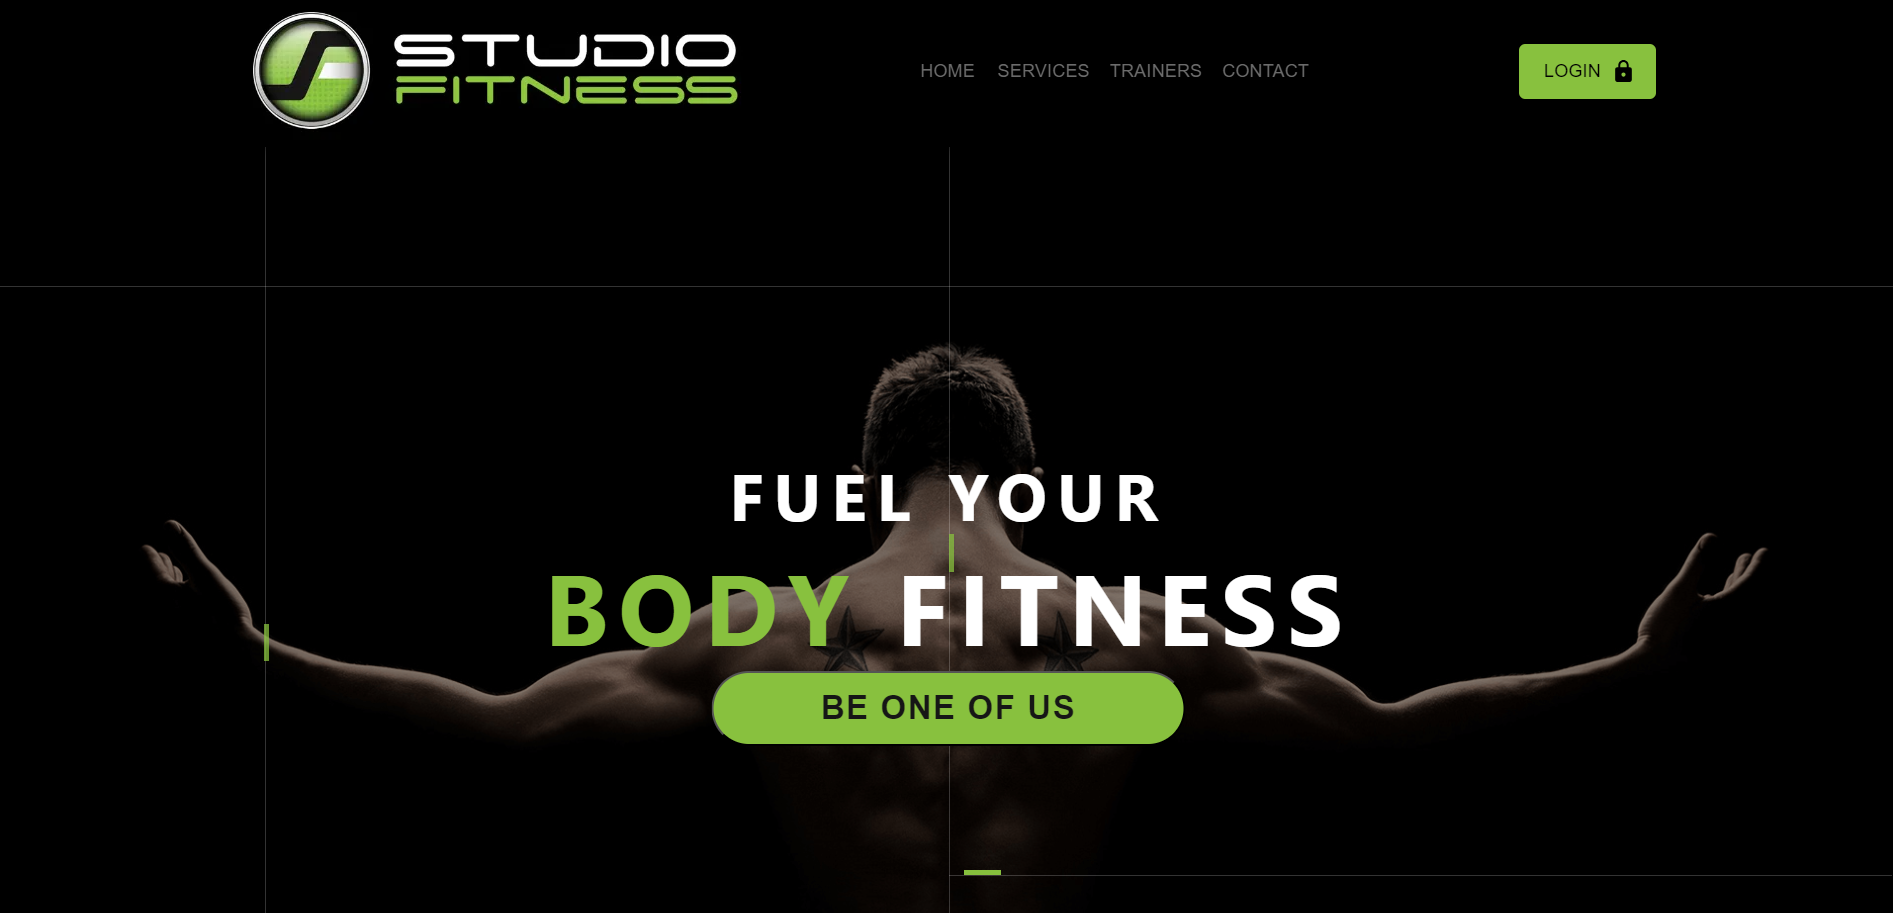 STUDIO
FITNESS
HOME SERVICES TRAINERS CONTACT
LOGIN
FUEL YOUR
BODY FITNESS
BE ONE OF US